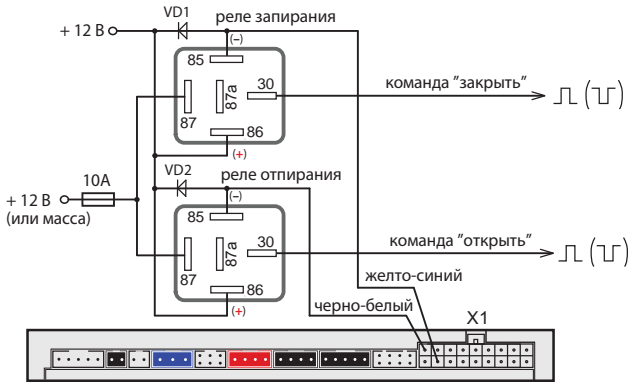 VD1
реле запирания
+ 12 В
(–)
85
87a
30
87
86
(+)
команда "закрыть"
( )
VD2
реле отпирания
10А
+ 12 В
(или масса)
(–)
85
87a
30
87
86
(+)
команда "открыть"
( )
желто-синий
черно-белый
X1